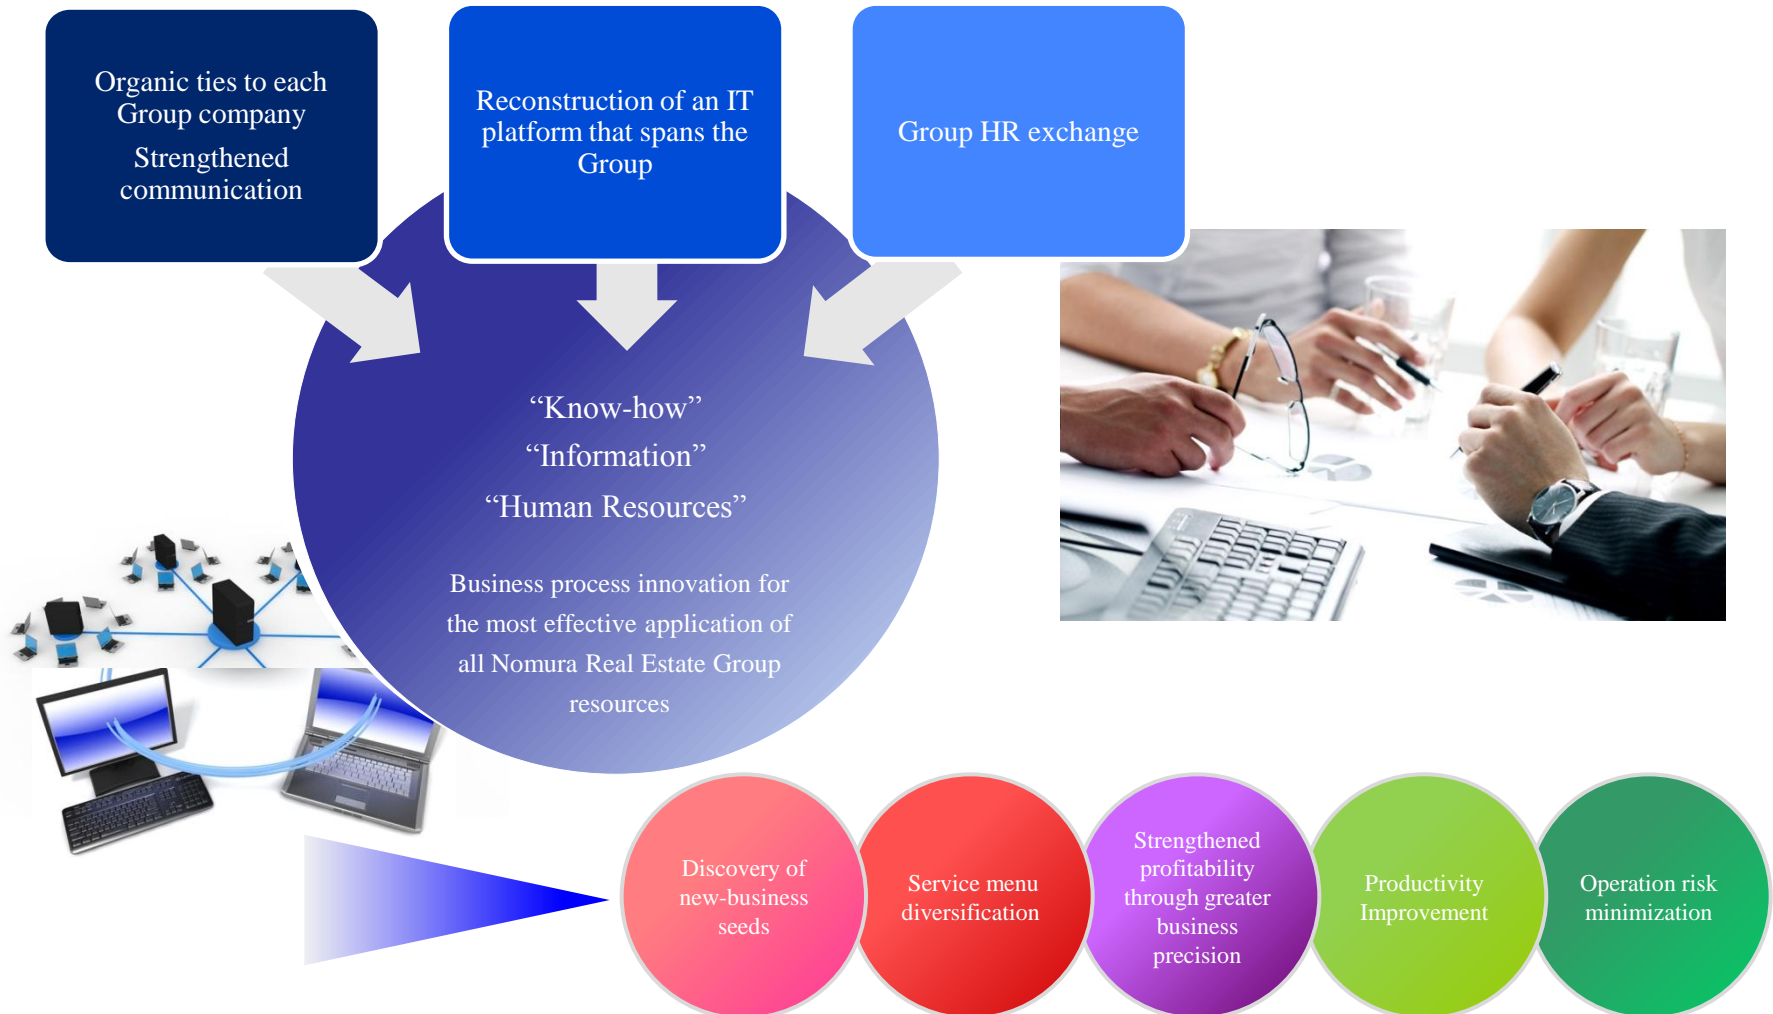 Organic ties to each
Group company
Strengthened
communication
Reconstruction of an IT
platform that spans the
Group
Group HR exchange
“Know-how”
“Information”
“Human Resources”
Business process innovation for
the most effective application of
all Nomura Real Estate Group
resources
Discovery of
new-business
seeds
Service menu
diversification
Strengthened
profitability
through greater
business
precision
Productivity
Improvement
Operation risk
minimization